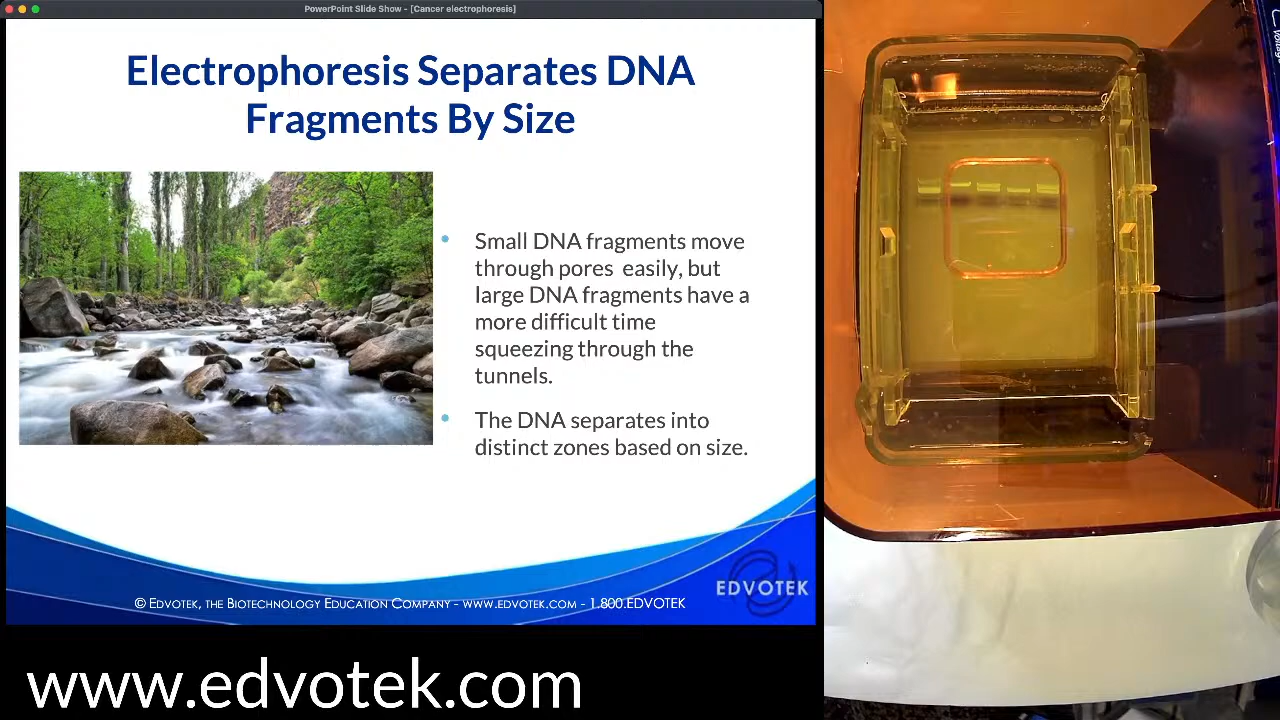 PowerPoint Slide Show - [Cancer electrophoresis]
Electrophoresis Separates DNA
Fragments By Size
Small DNA fragments move
through pores easily, but
large DNA fragments have a
more difficult time
squeezing through the
tunnels.
The DNA separates into
distinct zones based on size.
EDVOTEK
© EDVOTEK, THE BIOTECHNOLOGY EDUCATION COMPANY - WWW.EDVOTEK.COM - 1.800.EDVOTEK
www.edvotek.com